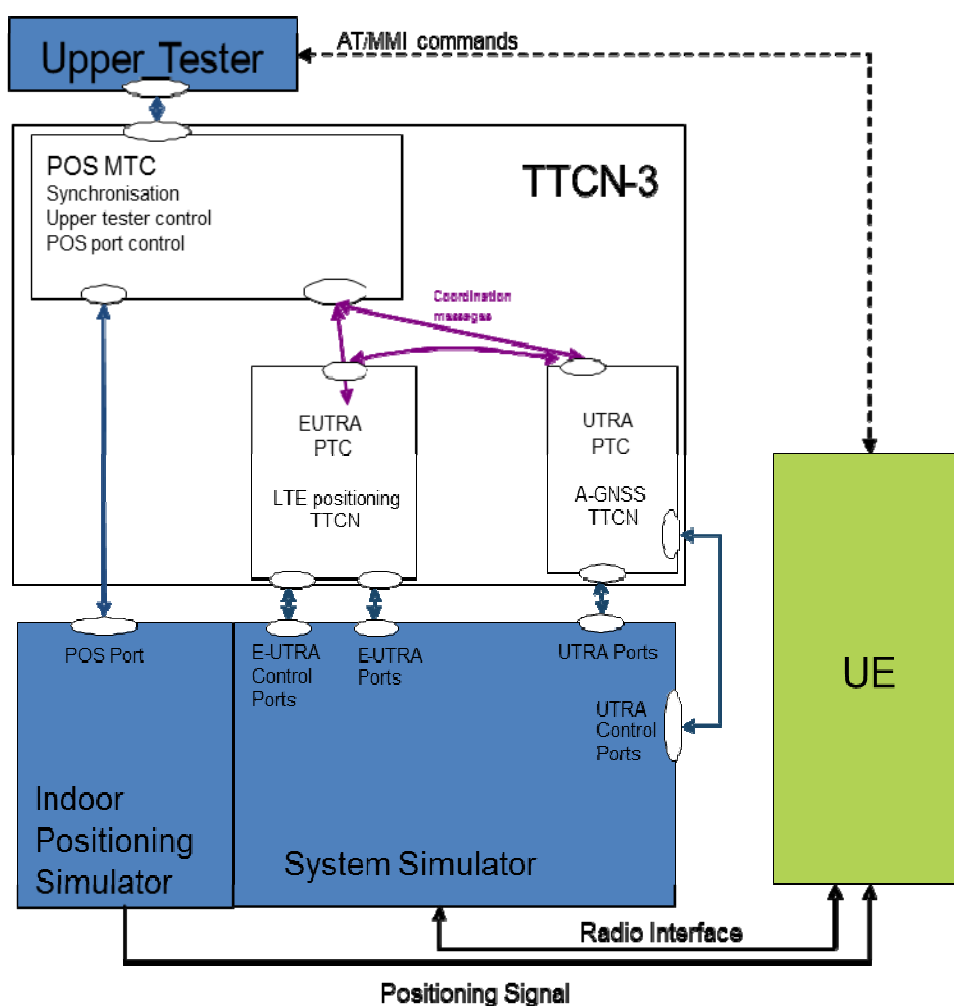 Upper Tester
AT/MMI commands
POS MTC
Synchronisation
Upper tester control
POS port control
TTCN-3
Coordination
messages
EUTRA
PTC
LTE positioning
TTCN
UTRA
PTC
A-GNSS
TTCN
POS Port
E-UTRA
Control
Ports
E-UTRA
Ports
UTRA Ports
UTRA
Control
Ports
UE
Indoor
Positioning
Simulator
System Simulator
Radio Interface
Positioning Signal